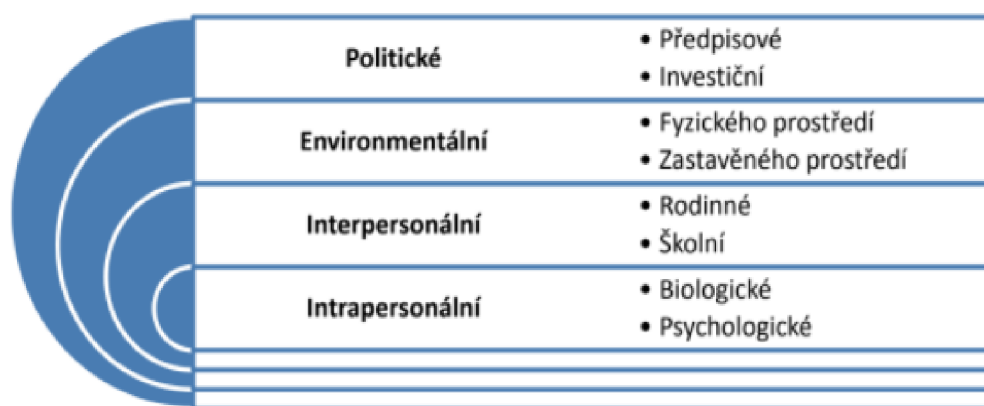 Politické
• Předpisové
• Investiční
Environmentální
• Fyzického prostředí
• Zastavěného prostředí
Interpersonální
• Rodinné
• Školní
Intrapersonální
• Biologické
• Psychologické